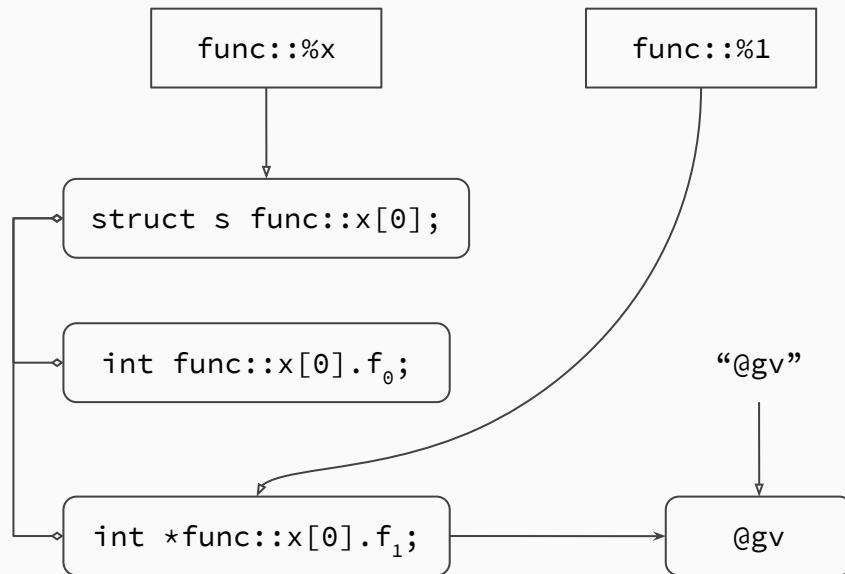 func::%x
func::%1
struct s func::x[0];
int func::x[0].f₀;
“@gv”
int *func::x[0].f₁;
@gv